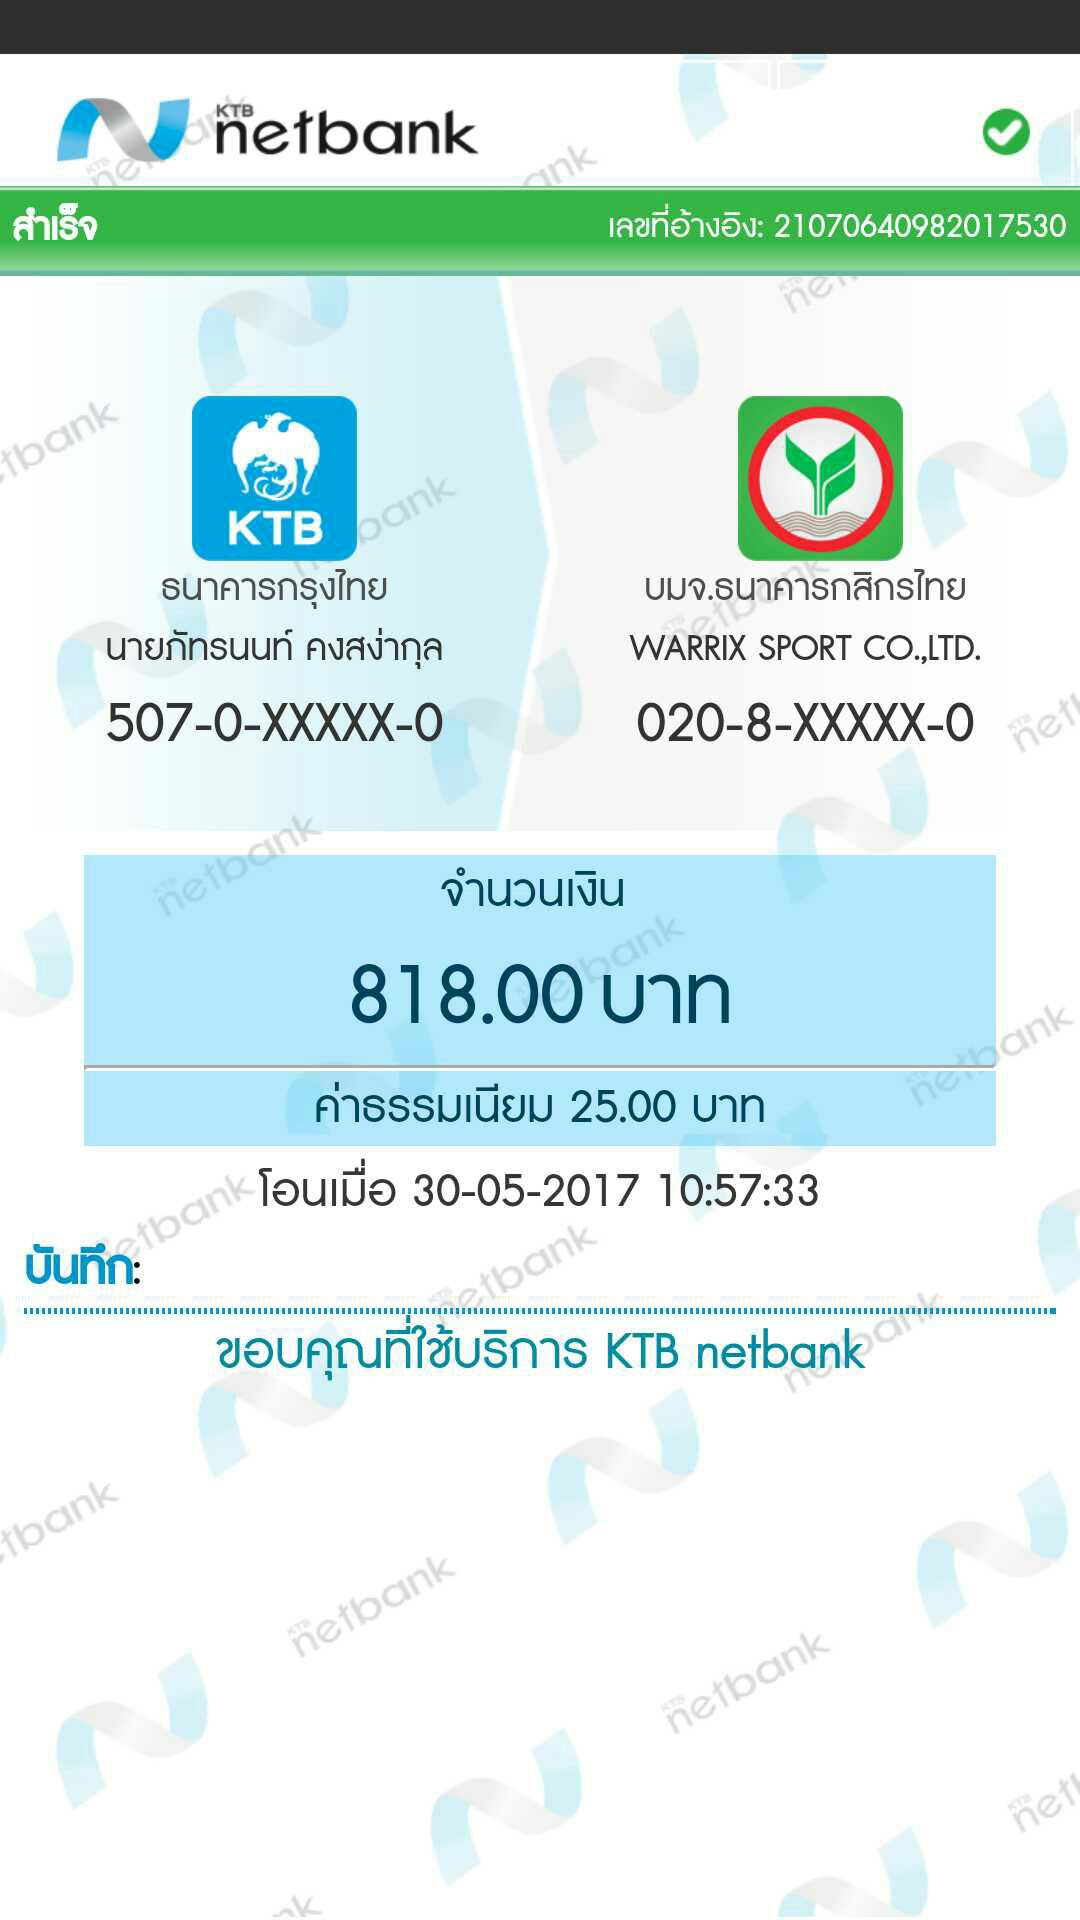 KTB
netbank
สำเร็จ
เลขที่อ้างอิง: 21070640982017530
KTB
ธนาคารกรุงไทย
นายภัทรนนท์ คงสง่ากุล
507-0-XXXXX-0
บมจ.ธนาคารกสิกรไทย
WARRIX SPORT CO.,LTD.
020-8-XXXXX-0
จำนวนเงิน
818.00 บาท
ค่าธรรมเนียม 25.00 บาท
โอนเมื่อ 30-05-2017 10:57:33
บันทึก:
ขอบคุณที่ใช้บริการ KTB netbank